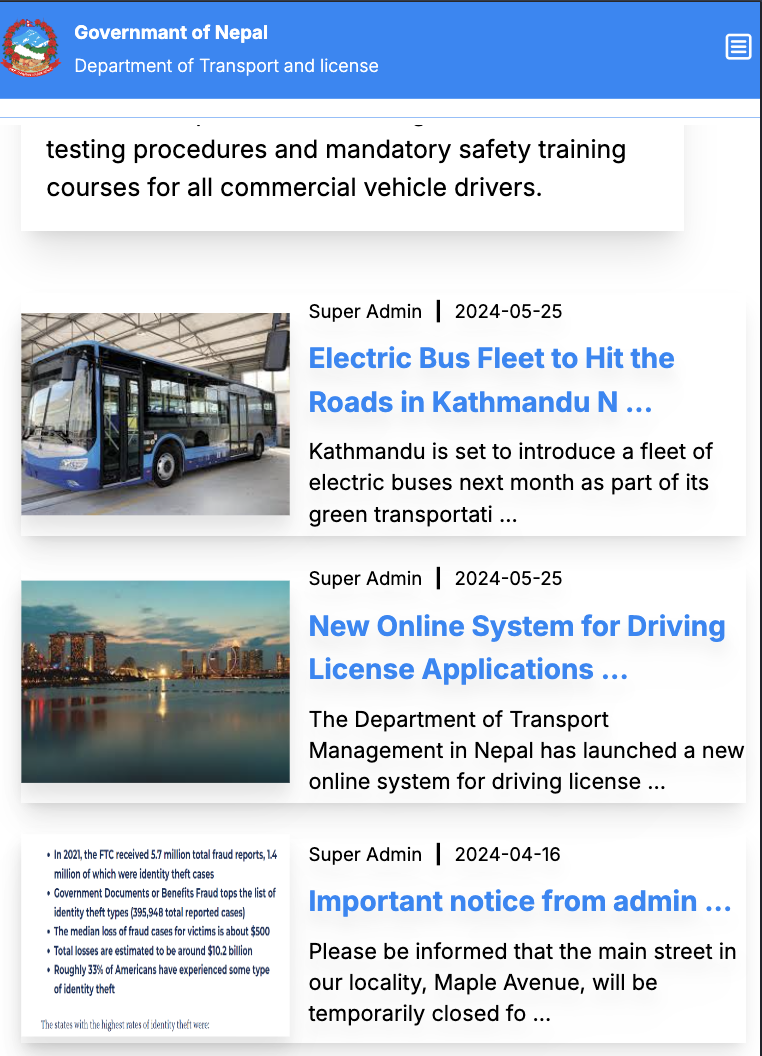 Governmant of Nepal
Department of Transport and license
testing procedures and mandatory safety training
courses for all commercial vehicle drivers.
Super Admin | 2024-05-25
Electric Bus Fleet to Hit the
Roads in Kathmandu N ...
Kathmandu is set to introduce a fleet of
electric buses next month as part of its
green transportati ...
Super Admin | 2024-05-25
New Online System for Driving
License Applications ...
The Department of Transport
Management in Nepal has launched a new
online system for driving license ...
• In 2021, the FTC received 5.7 million total fraud reports, 1.4
million of which were identity theft cases
• Government Documents or Benefits Fraud tops the list of
identity theft types (395,948 total reported cases)
• The median loss of fraud cases for victims is about $500
• Total losses are estimated to be around $10.2 billion
• Roughly 33% of Americans have experienced some type
of identity theft
The states with the highest rates of identity theft were:
Super Admin | 2024-04-16
Important notice from admin ...
Please be informed that the main street in
our locality, Maple Avenue, will be
temporarily closed fo ...